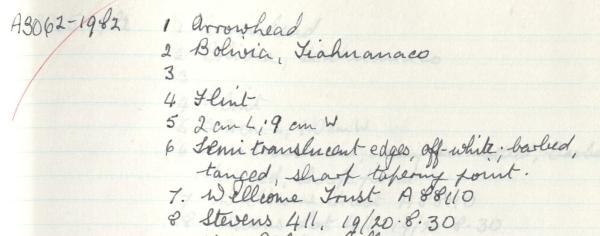 A3062-1982 1 Arrowhead
2 Bolivia, Tiahuanaco
3
4 Flint
5 2 cm L; 9 cm W
6 Semi translucent edges, off-white; barbed,
tanged, sharp tapering point.
7. Wellcome Trust A 88110
8 Stevens 411. 19/20.8.30